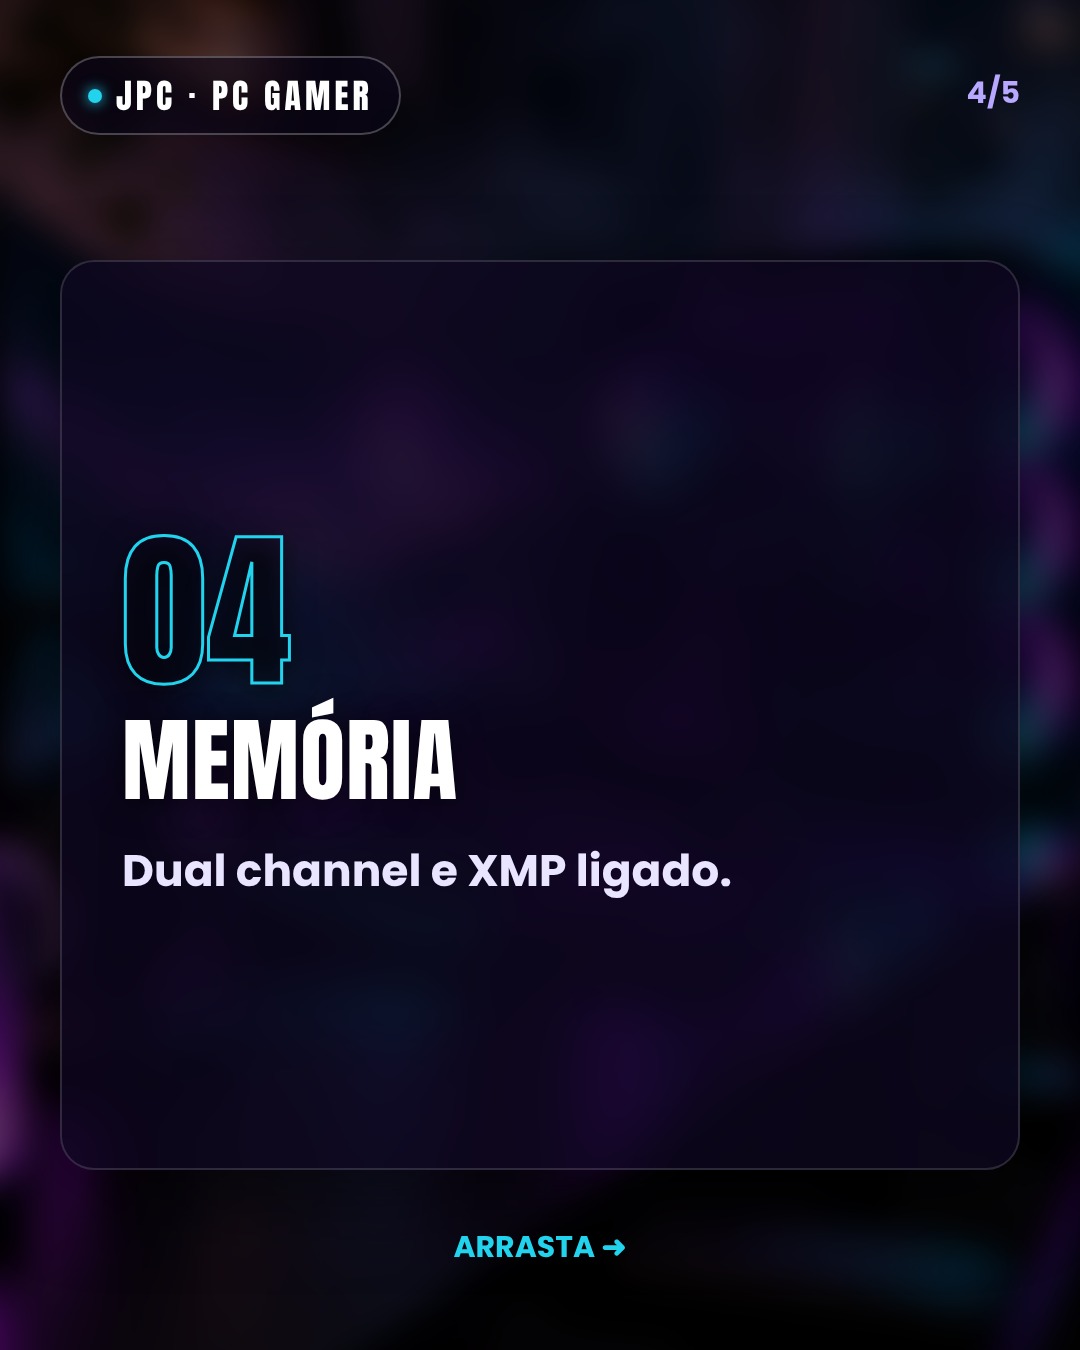 JPC · PC GAMER
4/5
04
MEMÓRIA
Dual channel e XMP ligado.
ARRASTA ➔